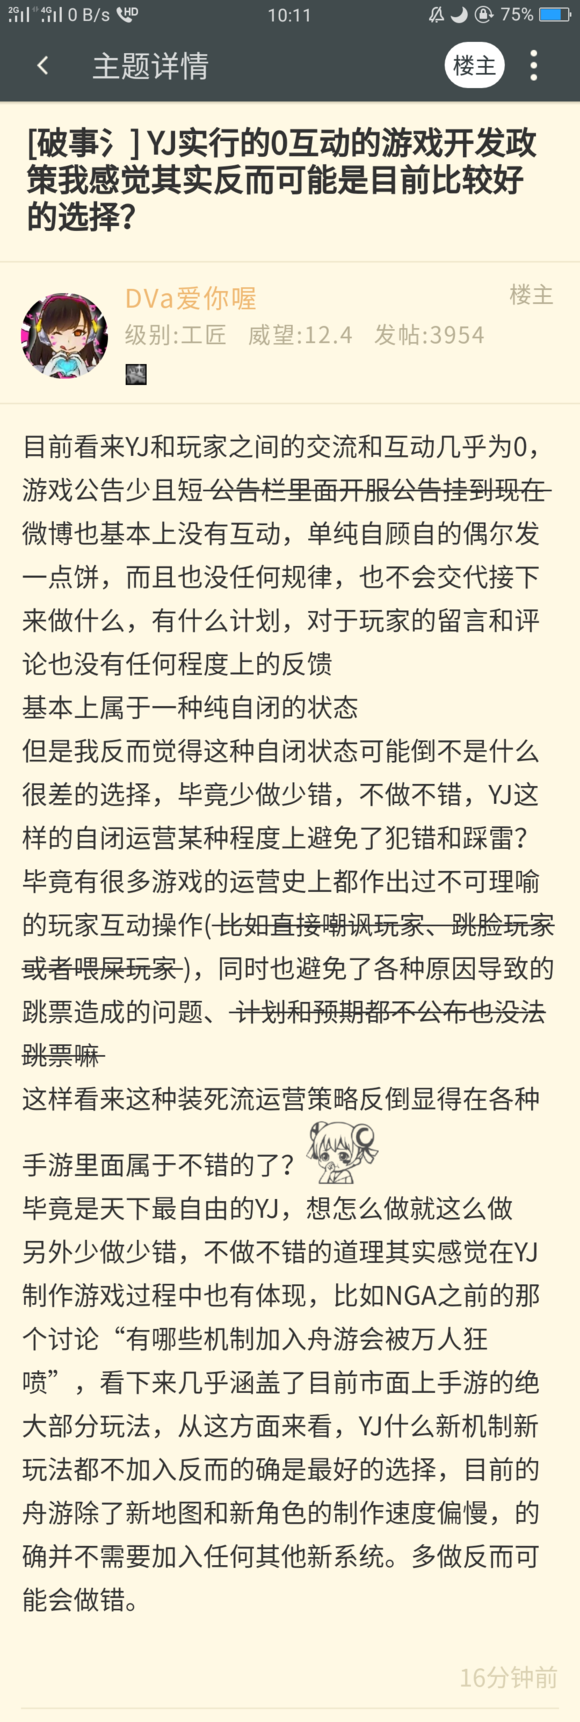 2G 4G 0 B/s HD 10:11 75%
主题详情 楼主
[破事氵] YJ实行的0互动的游戏开发政
策我感觉其实反而可能是目前比较好
的选择？
DVa爱你喔 楼主
级别:工匠 威望:12.4 发帖:3954
目前看来YJ和玩家之间的交流和互动几乎为0，
游戏公告少且短 公告栏里面开服公告挂到现在
微博也基本上没有互动，单纯自顾自的偶尔发
一点饼，而且也没任何规律，也不会交代接下
来做什么，有什么计划，对于玩家的留言和评
论也没有任何程度上的反馈
基本上属于一种纯自闭的状态
但是我反而觉得这种自闭状态可能倒不是什么
很差的选择，毕竟少做少错，不做不错，YJ这
样的自闭运营某种程度上避免了犯错和踩雷？
毕竟有很多游戏的运营史上都作出过不可理喻
的玩家互动操作(比如直接嘲讽玩家、跳脸玩家
或者喂屎玩家)，同时也避免了各种原因导致的
跳票造成的问题、计划和预期都不公布也没法
跳票嘛
这样看来这种装死流运营策略反倒显得在各种
手游里面属于不错的了？
毕竟是天下最自由的YJ，想怎么做就这么做
另外少做少错，不做不错的道理其实感觉在YJ
制作游戏过程中也有体现，比如NGA之前的那
个讨论“有哪些机制加入舟游会被万人狂
喷”，看下来几乎涵盖了目前市面上手游的绝
大部分玩法，从这方面来看，YJ什么新机制新
玩法都不加入反而的确是最好的选择，目前的
舟游除了新地图和新角色的制作速度偏慢，的
确并不需要加入任何其他新系统。多做反而可
能会做错。
16分钟前